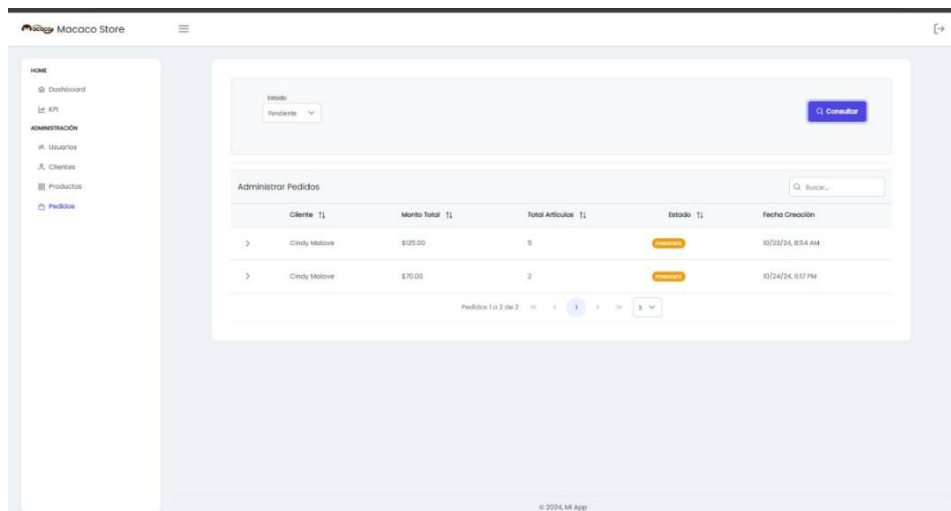 Macaco Macaco Store
HOME
Dashboard
KPI
ADMINISTRACIÓN
Usuarios
Clientes
Productos
Pedidos
Estado
Pendiente
Consultar
Administrar Pedidos
Buscar...
Cliente Monto Total Total Artículos Estado Fecha Creación
Cindy Malave $125.00 5 PENDIENTE 10/23/24, 8:54 AM
Cindy Malave $70.00 2 PENDIENTE 10/24/24, 6:17 PM
Pedidos 1 a 2 de 2 << < 1 > >> 5
© 2024, Mi App